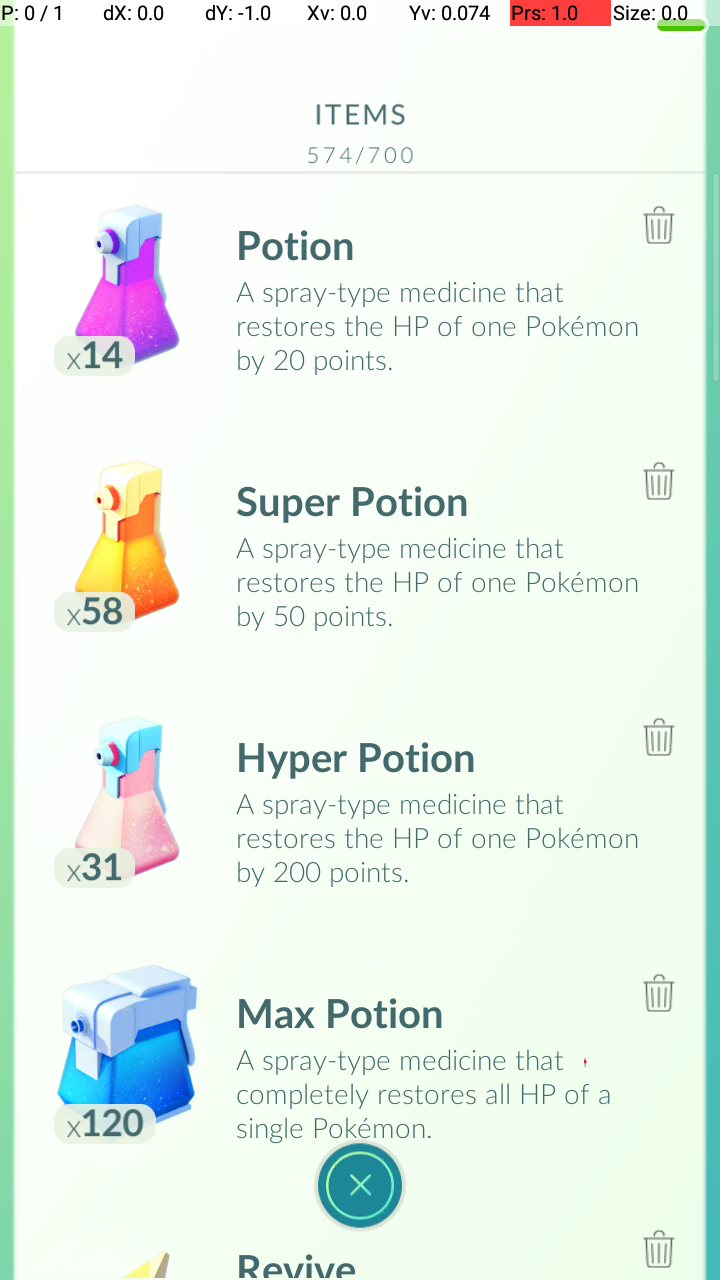 P: 0 / 1 dX: 0.0 dY: -1.0 Xv: 0.0 Yv: 0.074 Prs: 1.0 Size: 0.0
ITEMS
574/700
Potion
A spray-type medicine that
restores the HP of one Pokémon
by 20 points.
x14
Super Potion
A spray-type medicine that
restores the HP of one Pokémon
by 50 points.
x58
Hyper Potion
A spray-type medicine that
restores the HP of one Pokémon
by 200 points.
x31
Max Potion
A spray-type medicine that
completely restores all HP of a
single Pokémon.
x120
Revive